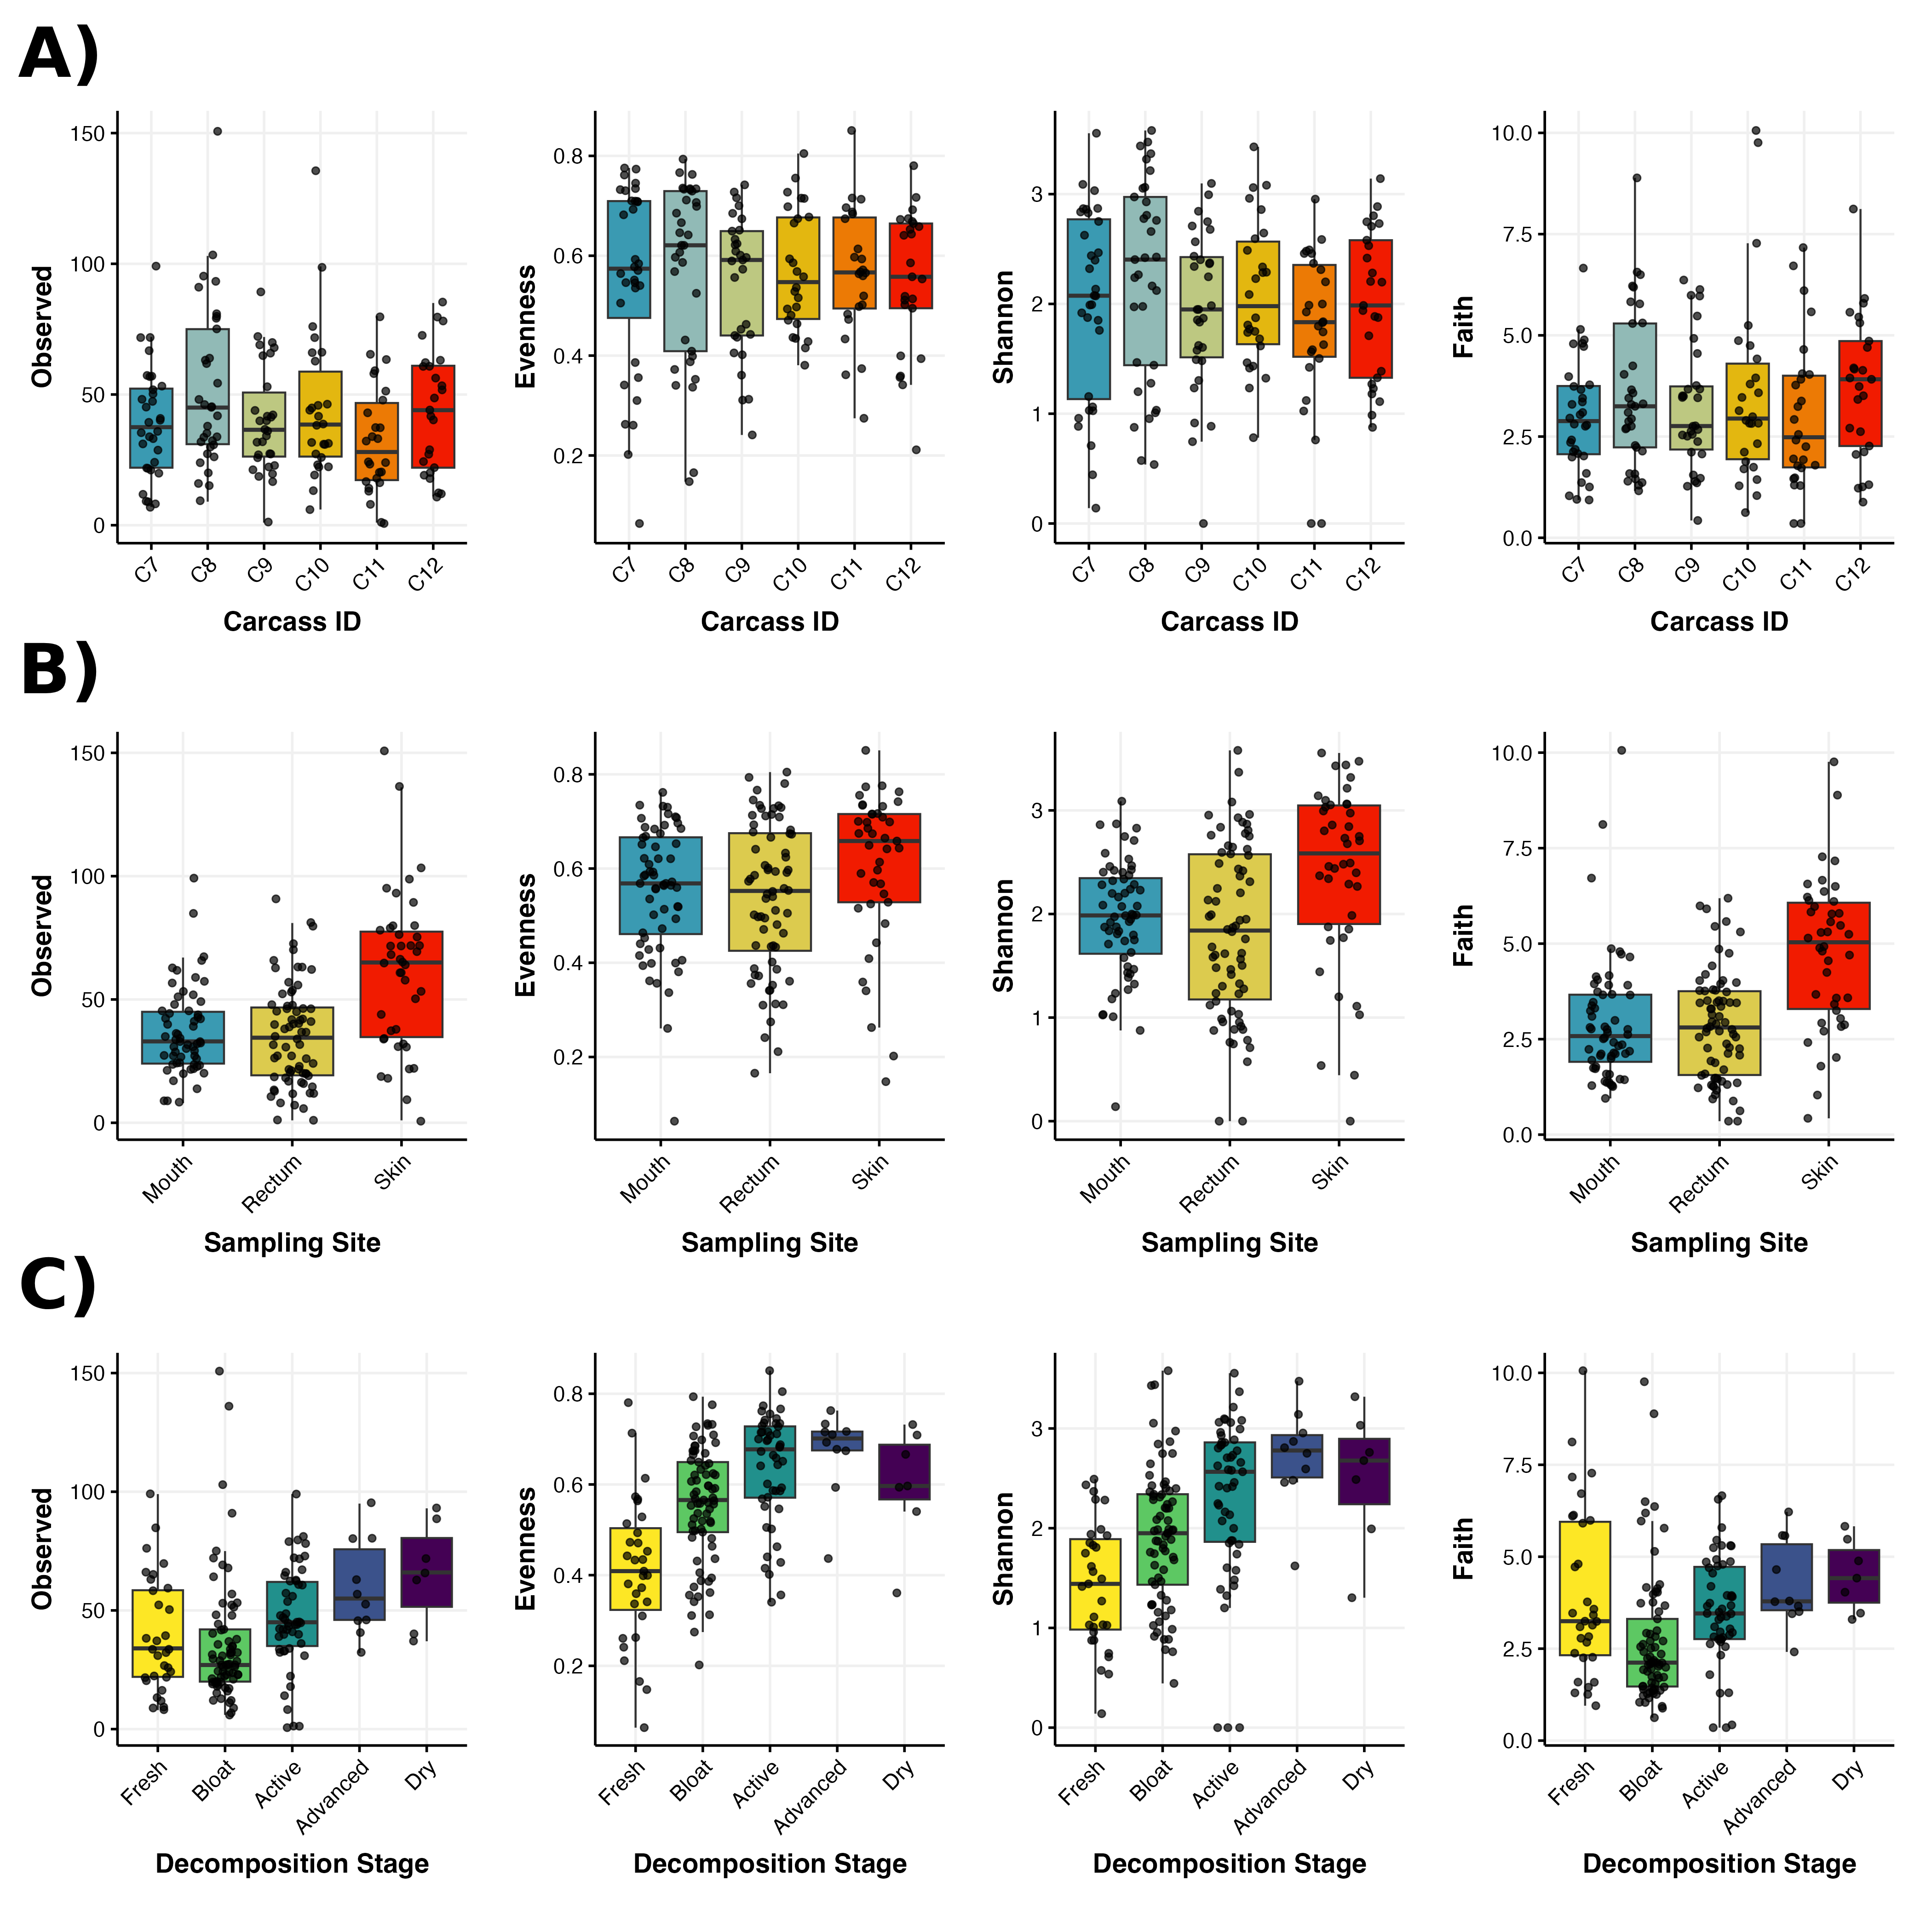 A)
Observed
150
100
50
0
C7 C8 C9 C10 C11 C12
Carcass ID
Evenness
0.8
0.6
0.4
0.2
C7 C8 C9 C10 C11 C12
Carcass ID
Shannon
3
2
1
0
C7 C8 C9 C10 C11 C12
Carcass ID
Faith
10.0
7.5
5.0
2.5
0.0
C7 C8 C9 C10 C11 C12
Carcass ID
B)
Observed
150
100
50
0
Mouth Rectum Skin
Sampling Site
Evenness
0.8
0.6
0.4
0.2
Mouth Rectum Skin
Sampling Site
Shannon
3
2
1
0
Mouth Rectum Skin
Sampling Site
Faith
10.0
7.5
5.0
2.5
0.0
Mouth Rectum Skin
Sampling Site
C)
Observed
150
100
50
0
Fresh Bloat Active Advanced Dry
Decomposition Stage
Evenness
0.8
0.6
0.4
0.2
Fresh Bloat Active Advanced Dry
Decomposition Stage
Shannon
3
2
1
0
Fresh Bloat Active Advanced Dry
Decomposition Stage
Faith
10.0
7.5
5.0
2.5
0.0
Fresh Bloat Active Advanced Dry
Decomposition Stage